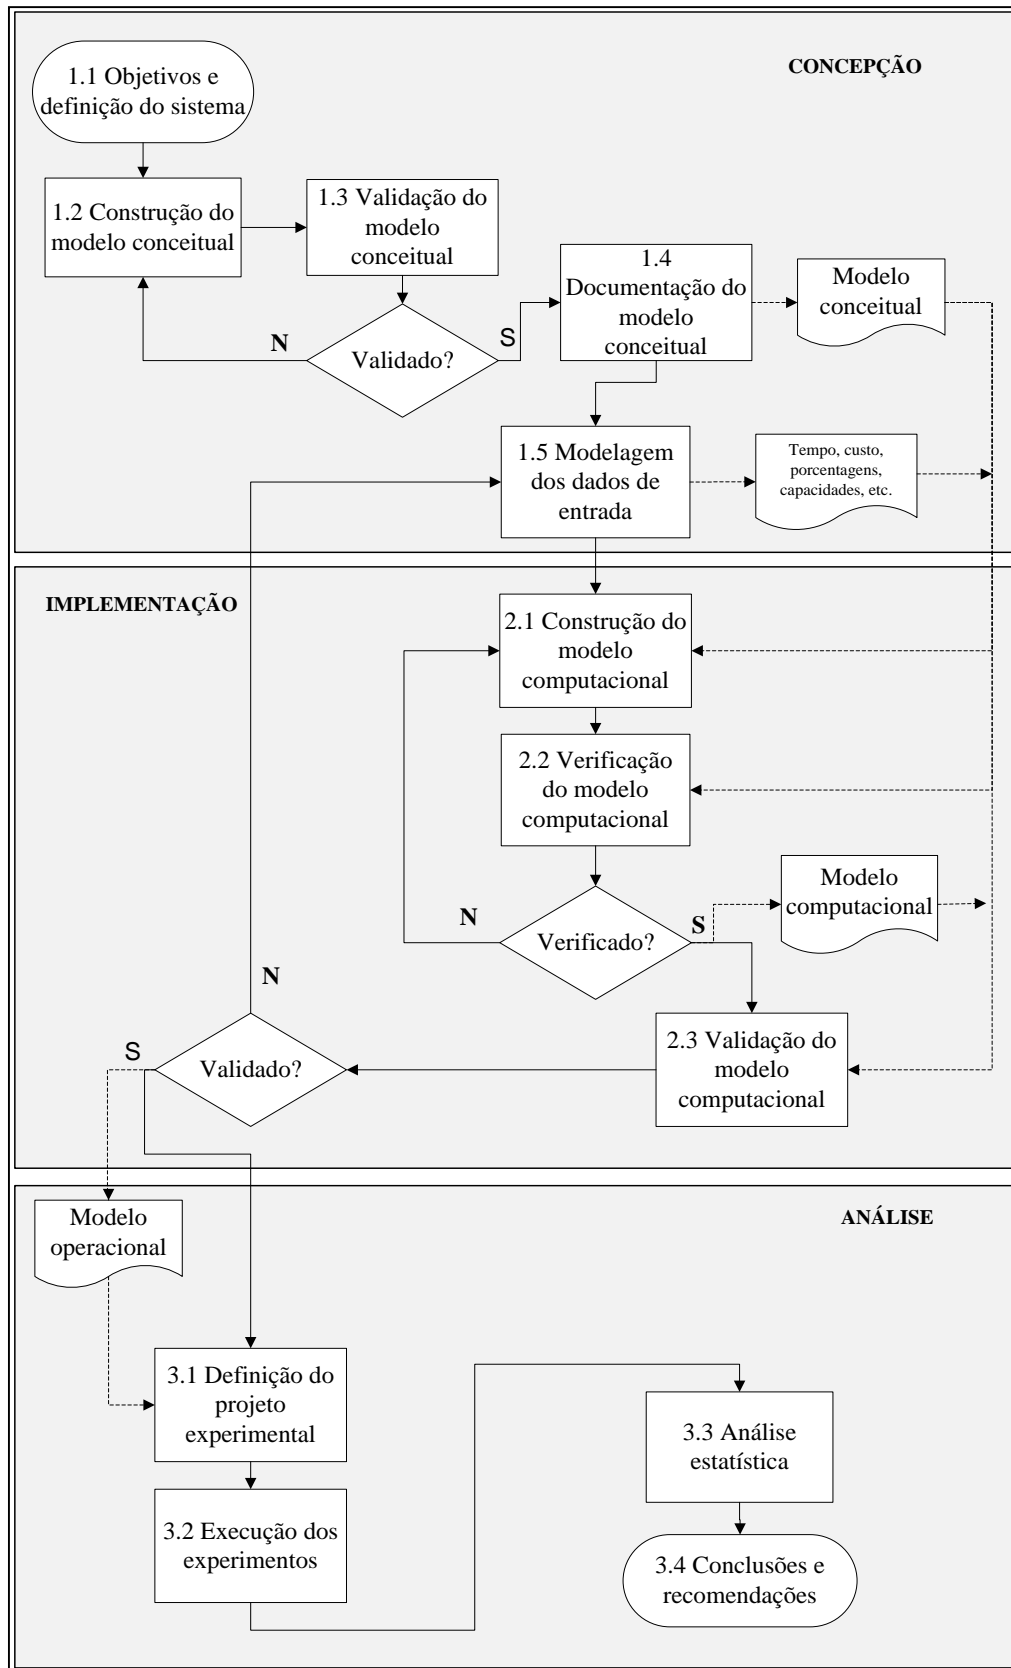 CONCEPÇÃO
1.1 Objetivos e
definição do sistema
1.2 Construção do
modelo conceitual
1.3 Validação do
modelo
conceitual
Validado?
N
S
1.4
Documentação do
modelo
conceitual
Modelo
conceitual
1.5 Modelagem
dos dados de
entrada
Tempo, custo,
porcentagens,
capacidades, etc.
IMPLEMENTAÇÃO
2.1 Construção do
modelo
computacional
2.2 Verificação
do modelo
computacional
Verificado?
N
S
Modelo
computacional
2.3 Validação do
modelo
computacional
Validado?
N
S
ANÁLISE
Modelo
operacional
3.1 Definição do
projeto
experimental
3.2 Execução dos
experimentos
3.3 Análise
estatística
3.4 Conclusões e
recomendações